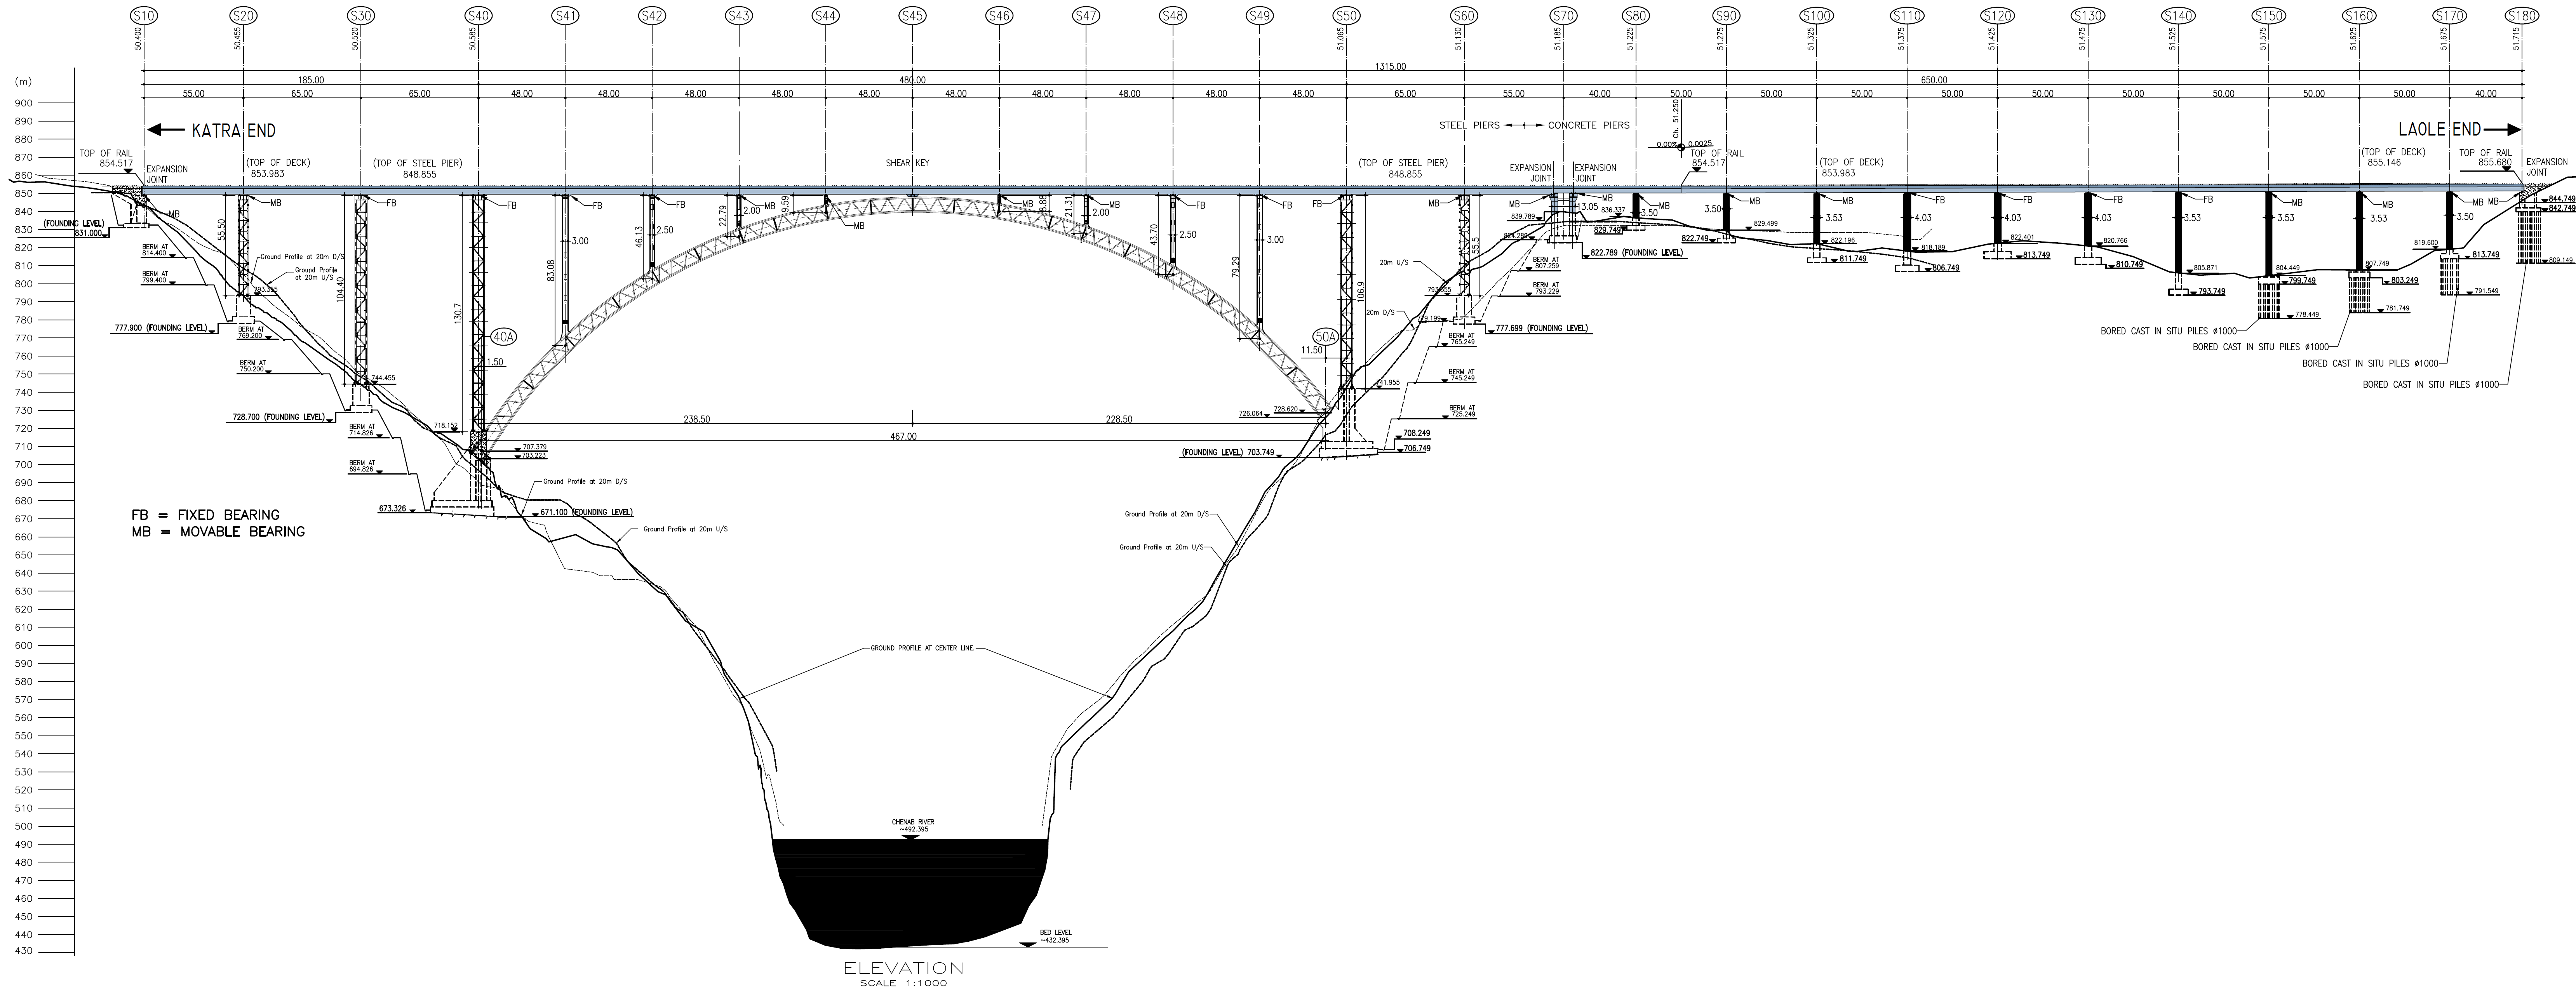 S10 S20 S30 S40 S41 S42 S43 S44 S45 S46 S47 S48 S49 S50 S60 S70 S80 S90 S100 S110 S120 S130 S140 S150 S160 S170 S180
50.400 50.455 50.520 50.585 51.065 51.130 51.185 51.225 51.275 51.325 51.375 51.425 51.475 51.525 51.575 51.625 51.675 51.715
1315.00
185.00 480.00 650.00
55.00 65.00 65.00 48.00 48.00 48.00 48.00 48.00 48.00 48.00 48.00 48.00 48.00 65.00 55.00 40.00 50.00 50.00 50.00 50.00 50.00 50.00 50.00 50.00 50.00 40.00
(m)
900
890
880
870
860
850
840
830
820
810
800
790
780
770
760
750
740
730
720
710
700
690
680
670
660
650
640
630
620
610
600
590
580
570
560
550
540
530
520
510
500
490
480
470
460
450
440
430
KATRA END
STEEL PIERS CONCRETE PIERS
Ch. 51.250
0.00% 0.0025
LAOLE END
TOP OF RAIL
854.517
EXPANSION
JOINT
(TOP OF DECK)
853.983
(TOP OF STEEL PIER)
848.855
SHEAR KEY
(TOP OF STEEL PIER)
848.855
EXPANSION
JOINT
EXPANSION
JOINT
TOP OF RAIL
854.517
(TOP OF DECK)
853.983
(TOP OF DECK)
855.146
TOP OF RAIL
855.680
EXPANSION
JOINT
MB MB FB FB FB FB MB MB MB MB FB FB FB MB MB MB MB MB MB FB FB FB MB MB MB MB MB
(FOUNDING LEVEL)
831.000
BERM AT
814.400
BERM AT
799.400
777.900 (FOUNDING LEVEL)
BERM AT
769.200
BERM AT
750.200
728.700 (FOUNDING LEVEL)
BERM AT
714.826
BERM AT
694.826
673.326
671.100 (FOUNDING LEVEL)
55.50
793.355
Ground Profile at 20m D/S
Ground Profile
at 20m U/S
104.40
744.455
130.7
718.152
40A
1.50
707.379
703.223
83.08
3.00
46.13
2.50
22.79
2.00
9.59
8.88
21.31
2.00
43.70
2.50
79.29
3.00
238.50 228.50
467.00
50A
11.50
106.9
728.620
726.064
741.955
(FOUNDING LEVEL) 703.749
708.249
706.749
20m U/S
20m D/S
55.5
793.355
779.199
777.699 (FOUNDING LEVEL)
BERM AT
807.259
BERM AT
793.229
BERM AT
765.249
BERM AT
745.249
BERM AT
725.249
839.789
824.289
13.05
822.789 (FOUNDING LEVEL)
836.337
829.749
3.50
3.50
829.499
822.749
3.53
822.196
811.749
4.03
818.189
806.749
4.03
822.401
813.749
4.03
820.766
810.749
3.53
805.871
793.749
3.53
804.449
799.749
778.449
3.53
807.749
803.249
781.749
3.50
819.600
813.749
791.549
844.749
842.749
809.149
BORED CAST IN SITU PILES ø1000
BORED CAST IN SITU PILES ø1000
BORED CAST IN SITU PILES ø1000
BORED CAST IN SITU PILES ø1000
FB = FIXED BEARING
MB = MOVABLE BEARING
Ground Profile at 20m D/S
Ground Profile at 20m U/S
Ground Profile at 20m D/S
Ground Profile at 20m U/S
GROUND PROFILE AT CENTER LINE.
CHENAB RIVER
~492.395
BED LEVEL
~432.395
ELEVATION
SCALE 1:1000